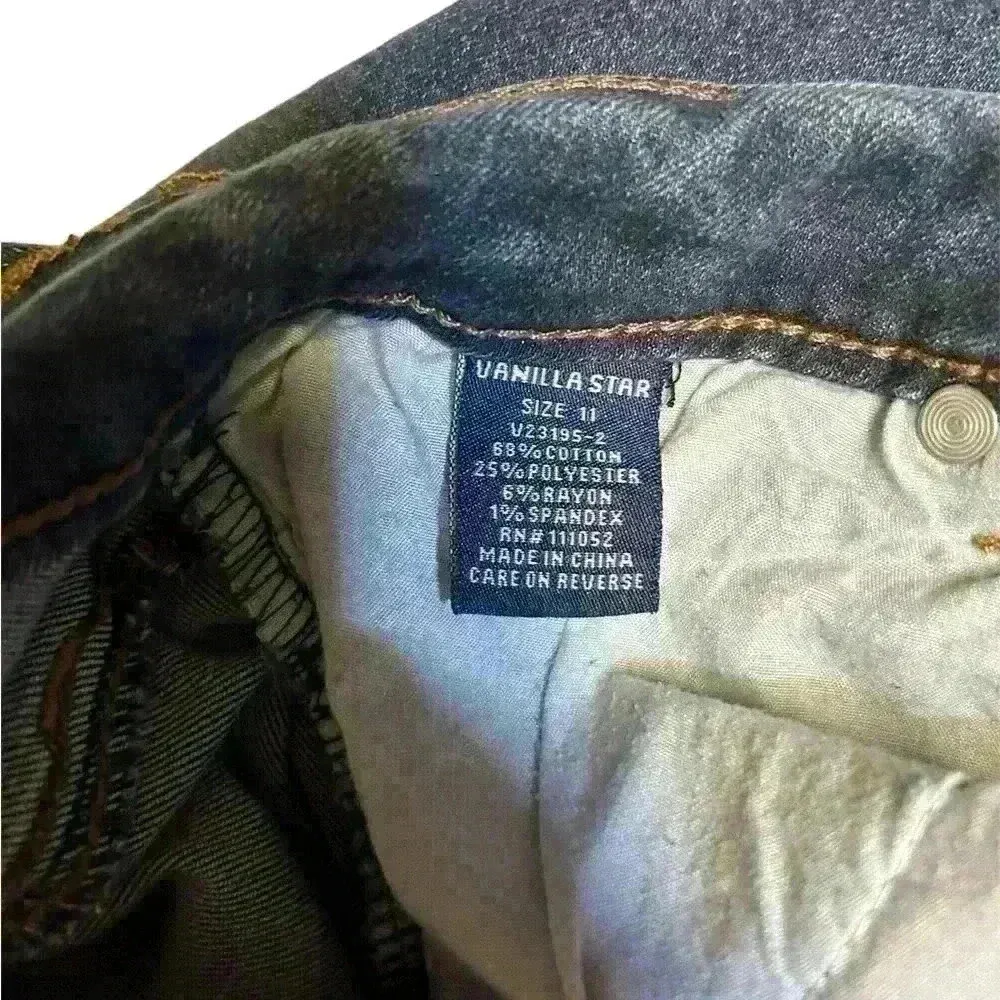 VANILLA STAR
SIZE 11
V23195-2
68% COTTON
25% POLYESTER
6% RAYON
1% SPANDEX
RN# 111052
MADE IN CHINA
CARE ON REVERSE